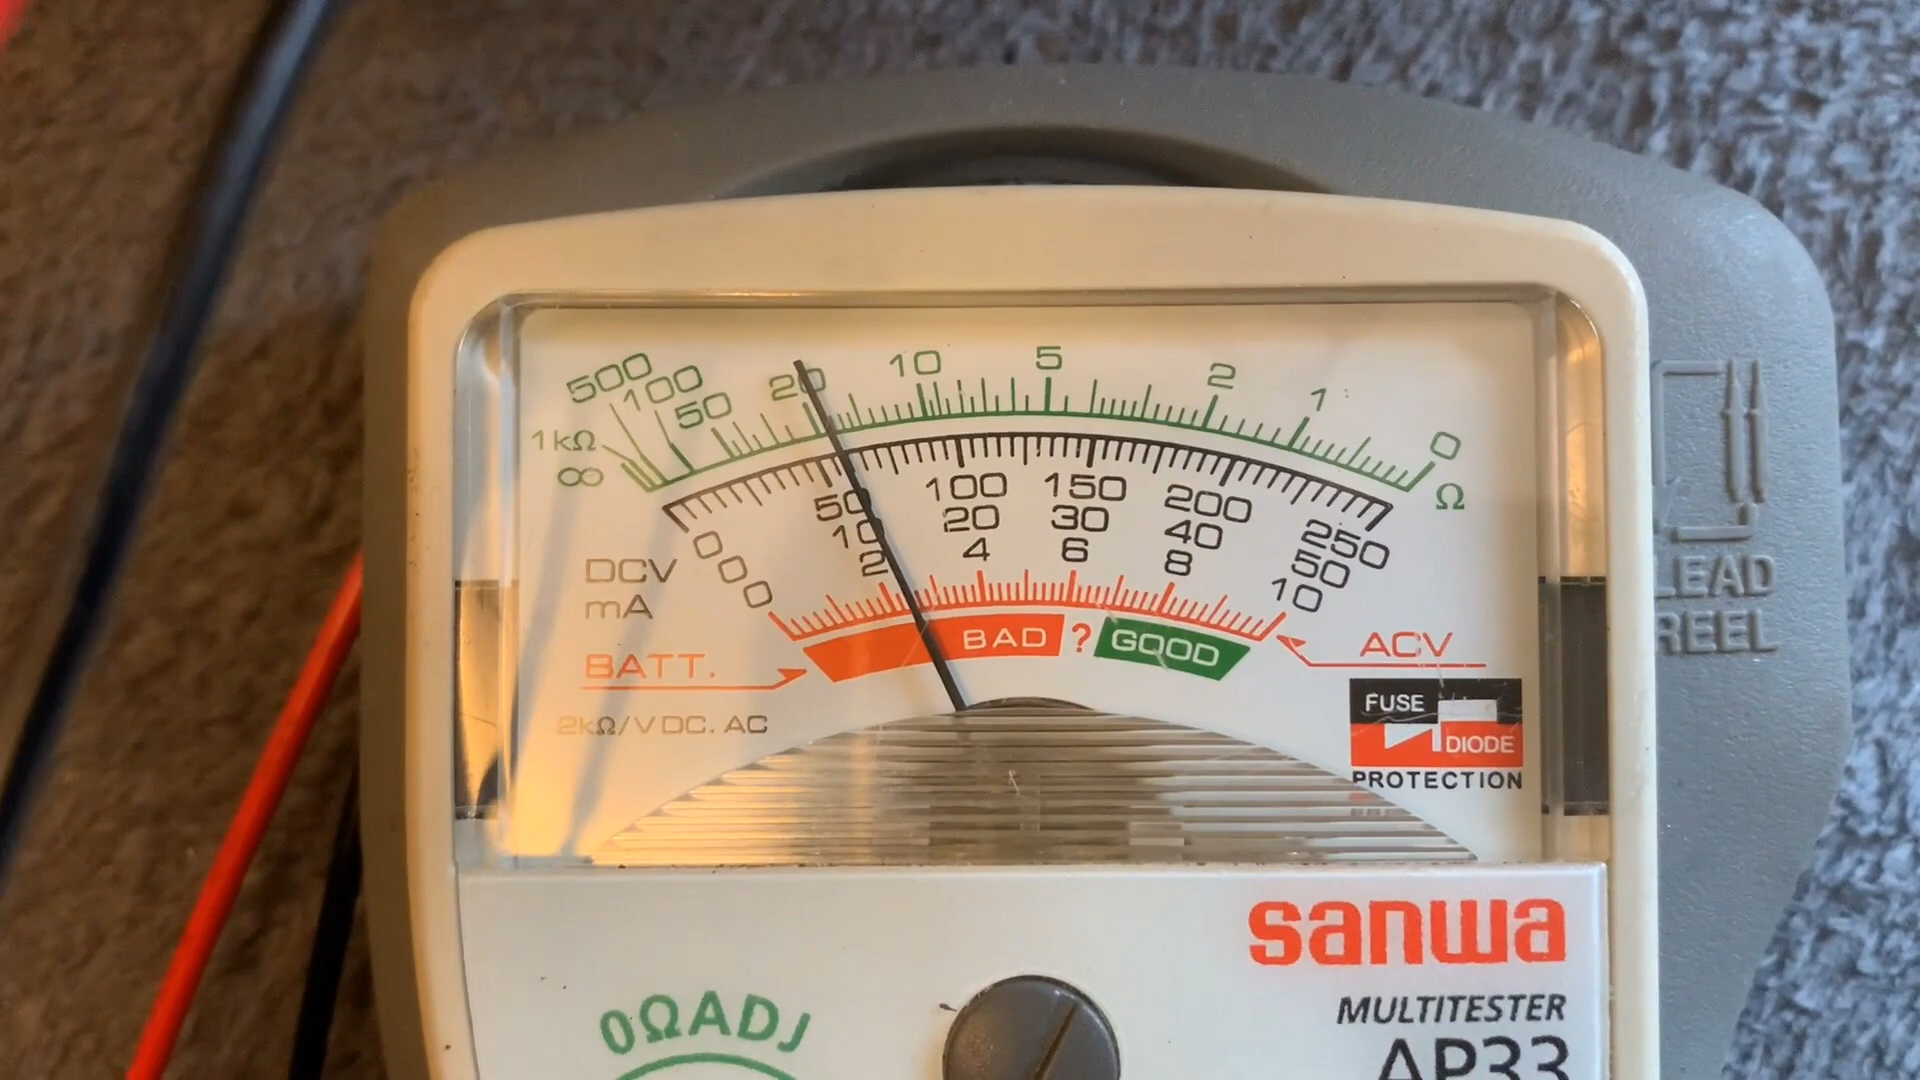 500 100 50 20 10 5 2 1 0
1kΩ
∞ Ω
0 50 100 150 200 250
0 10 20 30 40 50
0 2 4 6 8 10
DCV
mA
BATT.
BAD ? GOOD
ACV
2kΩ/V DC. AC
FUSE
DIODE
PROTECTION
LEAD
REEL
sanwa
0ΩADJ
MULTITESTER
AP33